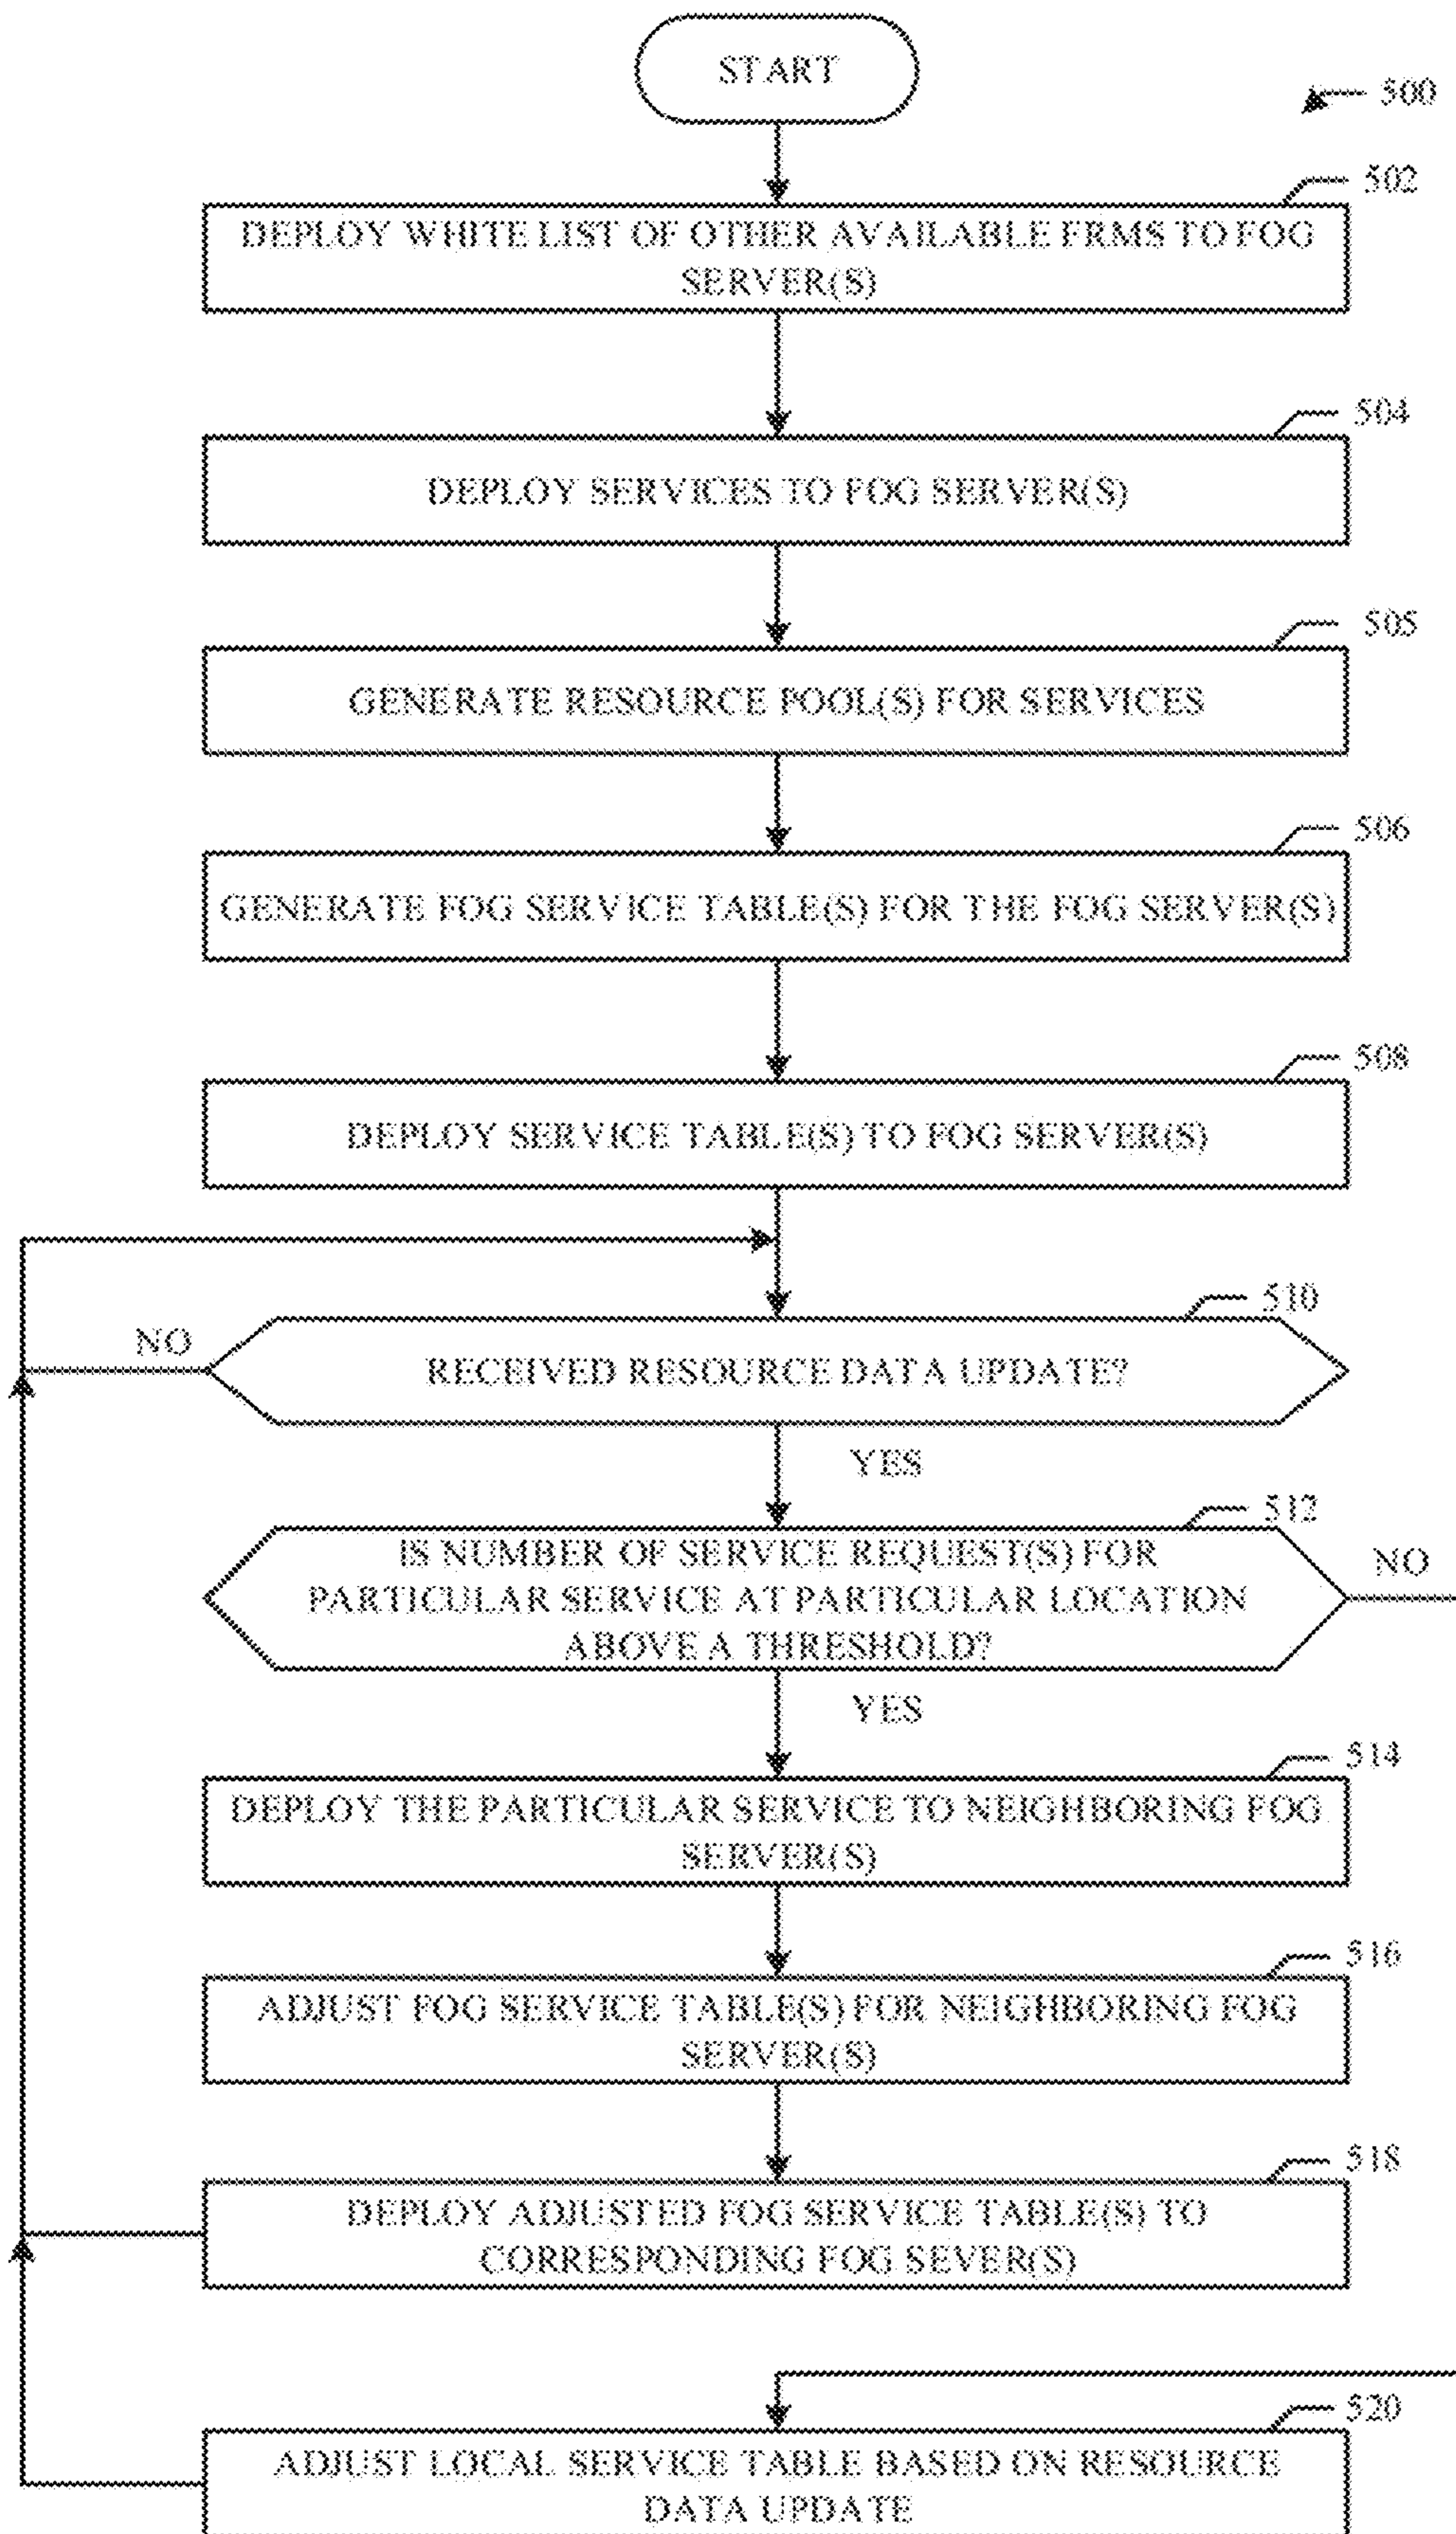 START
500
502
DEPLOY WHITE LIST OF OTHER AVAILABLE FRMS TO FOG
SERVER(S)
504
DEPLOY SERVICES TO FOG SERVER(S)
505
GENERATE RESOURCE POOL(S) FOR SERVICES
506
GENERATE FOG SERVICE TABLE(S) FOR THE FOG SERVER(S)
508
DEPLOY SERVICE TABLE(S) TO FOG SERVER(S)
510
NO
RECEIVED RESOURCE DATA UPDATE?
YES
512
IS NUMBER OF SERVICE REQUEST(S) FOR
PARTICULAR SERVICE AT PARTICULAR LOCATION
ABOVE A THRESHOLD?
NO
YES
514
DEPLOY THE PARTICULAR SERVICE TO NEIGHBORING FOG
SERVER(S)
516
ADJUST FOG SERVICE TABLE(S) FOR NEIGHBORING FOG
SERVER(S)
518
DEPLOY ADJUSTED FOG SERVICE TABLE(S) TO
CORRESPONDING FOG SEVER(S)
520
ADJUST LOCAL SERVICE TABLE BASED ON RESOURCE
DATA UPDATE